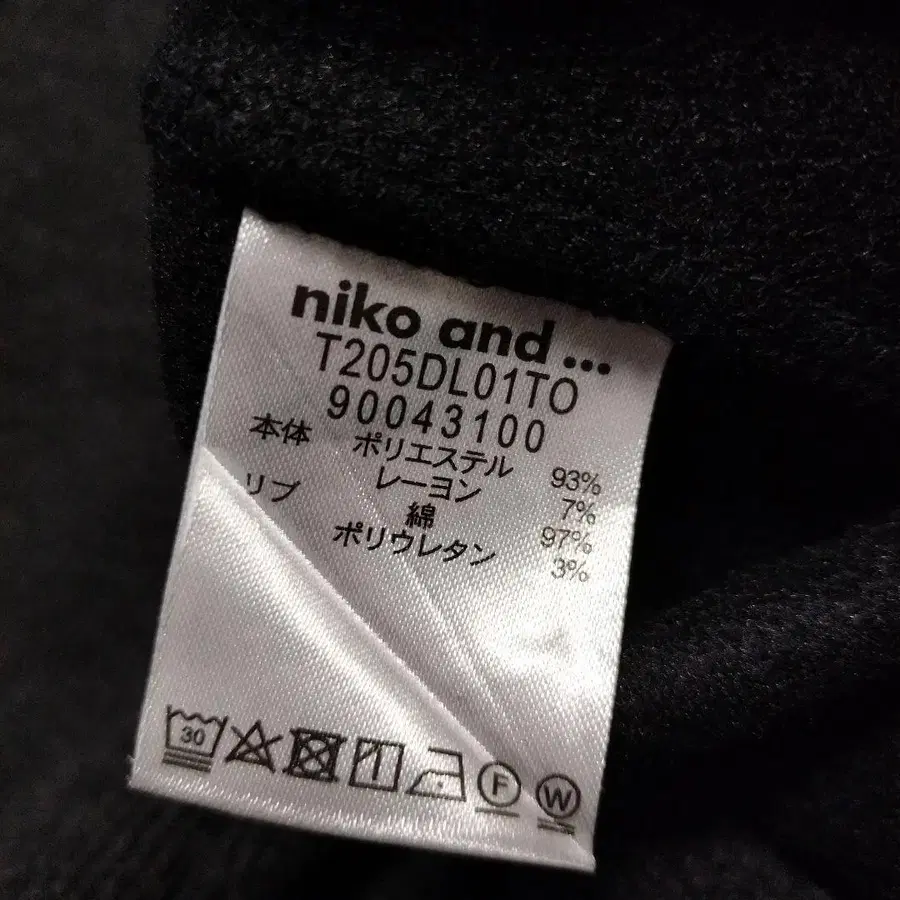 niko and...
T205DL01TO
90043100
本体 ポリエステル 93%
レーヨン 7%
リブ 綿 97%
ポリウレタン 3%
30 F W